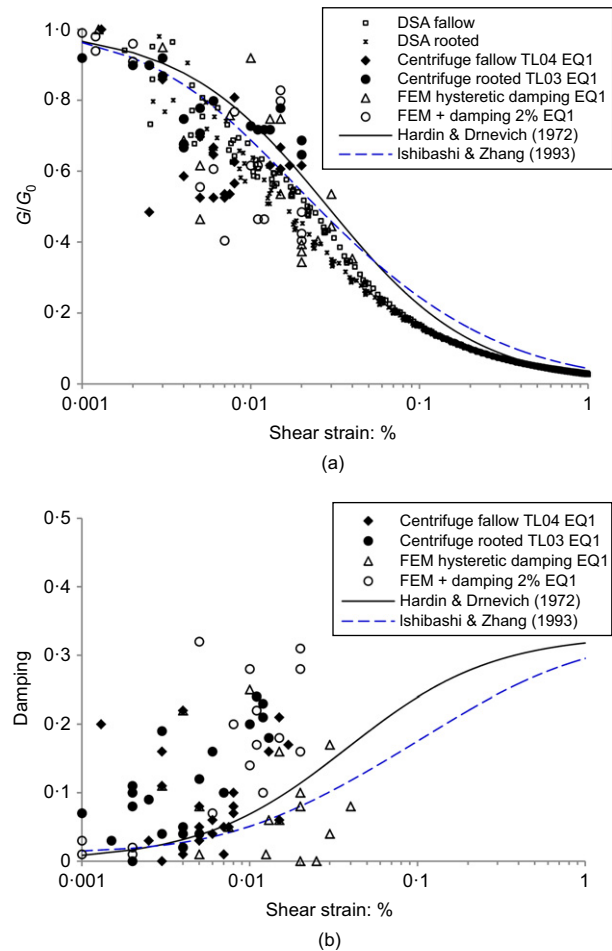 DSA fallow
DSA rooted
Centrifuge fallow TL04 EQ1
Centrifuge rooted TL03 EQ1
FEM hysteretic damping EQ1
FEM + damping 2% EQ1
Hardin & Drnevich (1972)
Ishibashi & Zhang (1993)
G/G0
1·0
0·8
0·6
0·4
0·2
0
0·001
0·01
0·1
1
Shear strain: %
(a)
Centrifuge fallow TL04 EQ1
Centrifuge rooted TL03 EQ1
FEM hysteretic damping EQ1
FEM + damping 2% EQ1
Hardin & Drnevich (1972)
Ishibashi & Zhang (1993)
Damping
0·5
0·4
0·3
0·2
0·1
0
0·001
0·01
0·1
1
Shear strain: %
(b)